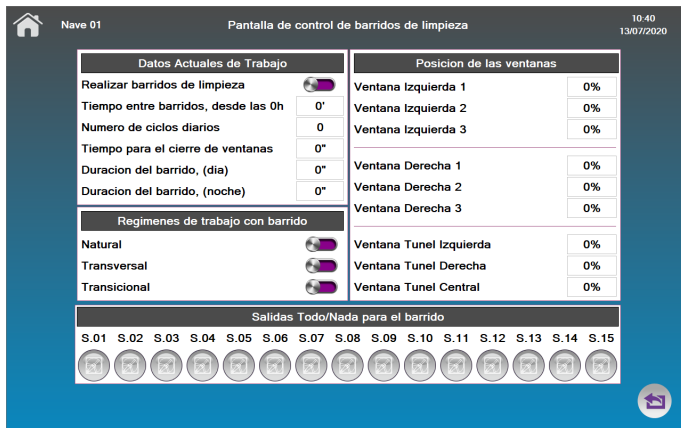 Nave 01
Pantalla de control de barridos de limpieza
10:40
13/07/2020
Datos Actuales de Trabajo
Realizar barridos de limpieza
Tiempo entre barridos, desde las 0h 0'
Numero de ciclos diarios 0
Tiempo para el cierre de ventanas 0"
Duracion del barrido, (dia) 0"
Duracion del barrido, (noche) 0"
Regimenes de trabajo con barrido
Natural
Transversal
Transicional
Posicion de las ventanas
Ventana Izquierda 1 0%
Ventana Izquierda 2 0%
Ventana Izquierda 3 0%
Ventana Derecha 1 0%
Ventana Derecha 2 0%
Ventana Derecha 3 0%
Ventana Tunel Izquierda 0%
Ventana Tunel Derecha 0%
Ventana Tunel Central 0%
Salidas Todo/Nada para el barrido
S.01 S.02 S.03 S.04 S.05 S.06 S.07 S.08 S.09 S.10 S.11 S.12 S.13 S.14 S.15